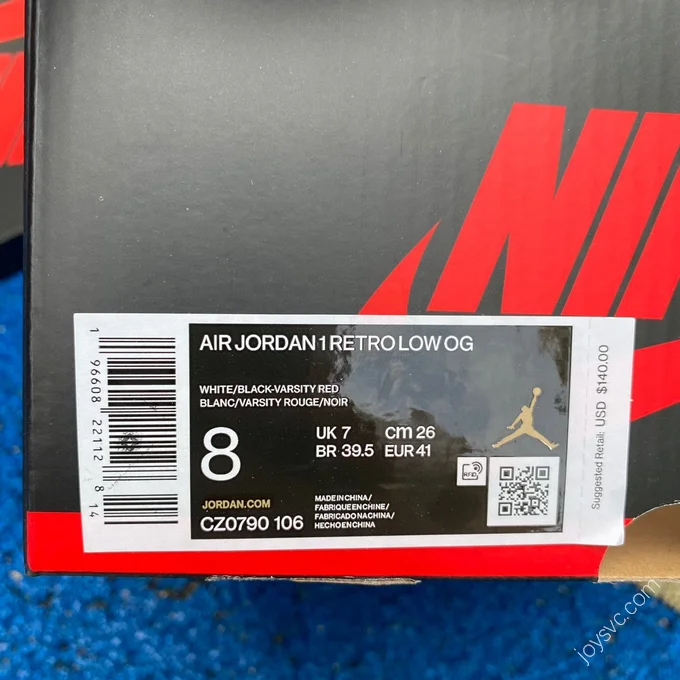 NIK
AIR JORDAN 1 RETRO LOW OG
WHITE/BLACK-VARSITY RED
BLANC/VARSITY ROUGE/NOIR
8
UK 7 cm 26
BR 39.5 EUR 41
RFID
JORDAN.COM
CZ0790 106
MADE IN CHINA/
FABRIQUE EN CHINE/
FABRICADO NA CHINA/
HECHO EN CHINA
1 96608 22112 8 14
Suggested Retail: USD $140.00
joysvc.com